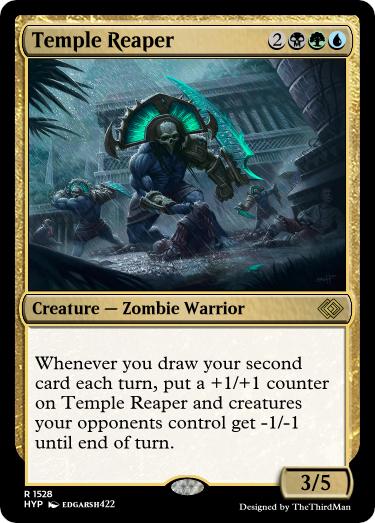 Temple Reaper 2
Creature — Zombie Warrior
Whenever you draw your second
card each turn, put a +1/+1 counter
on Temple Reaper and creatures
your opponents control get -1/-1
until end of turn.
3/5
R 1528
HYP EDGARSH422
Designed by TheThirdMan